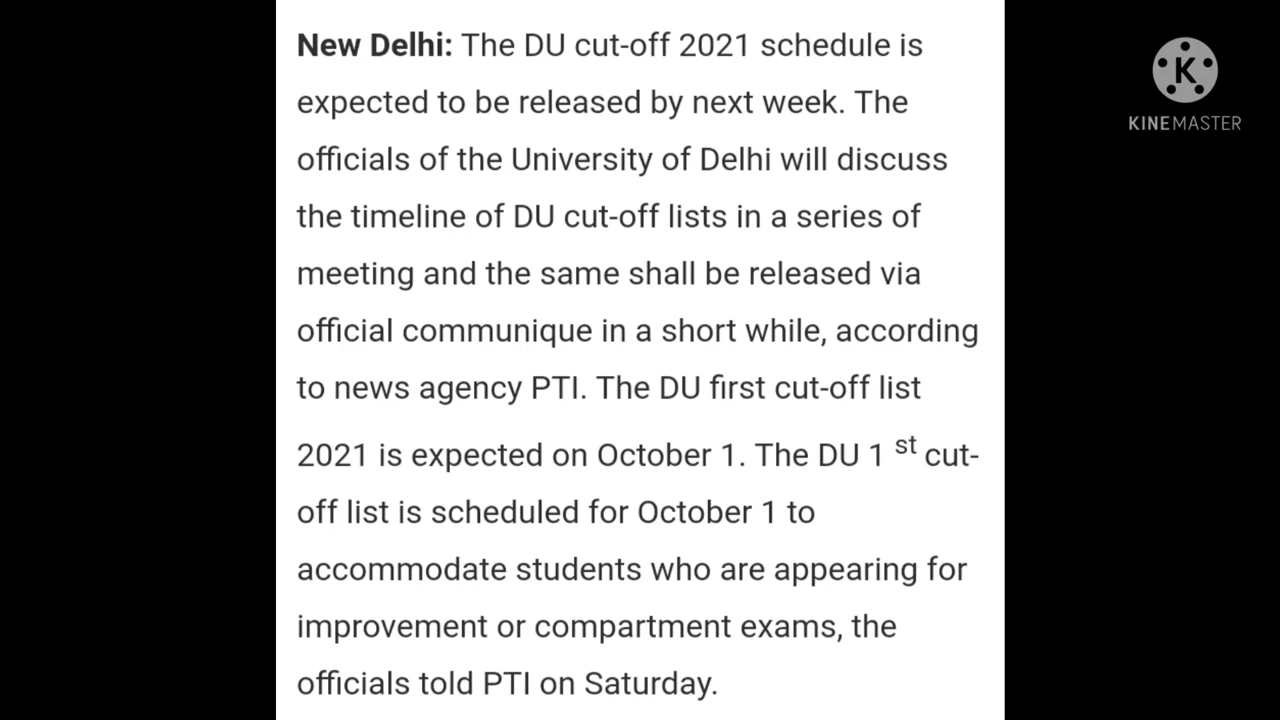 New Delhi: The DU cut-off 2021 schedule is
expected to be released by next week. The
officials of the University of Delhi will discuss
the timeline of DU cut-off lists in a series of
meeting and the same shall be released via
official communique in a short while, according
to news agency PTI. The DU first cut-off list
2021 is expected on October 1. The DU 1 st cut-
off list is scheduled for October 1 to
accommodate students who are appearing for
improvement or compartment exams, the
officials told PTI on Saturday.
K
KINEMASTER